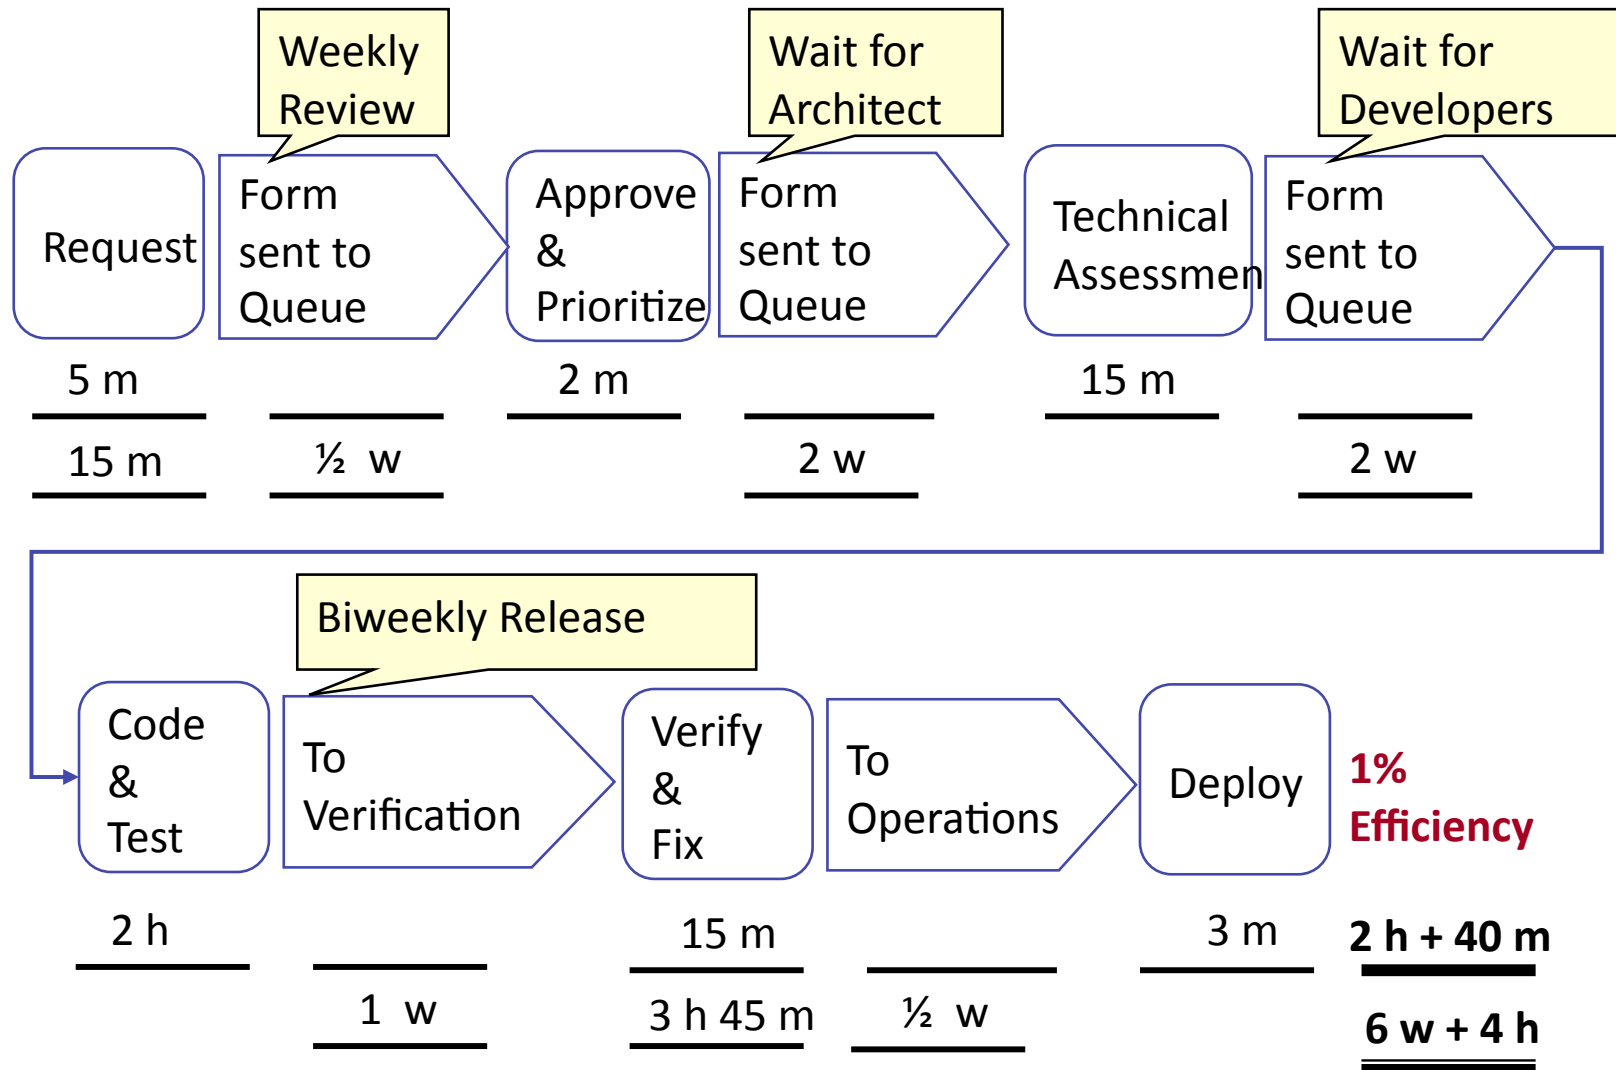 Weekly
Review
Wait for
Architect
Wait for
Developers
Request
Form
sent to
Queue
Approve
&
Prioritize
Form
sent to
Queue
Technical
Assessmen
Form
sent to
Queue
5 m
2 m
15 m
15 m
½ w
2 w
2 w
Biweekly Release
Code
&
Test
To
Verification
Verify
&
Fix
To
Operations
Deploy
1%
Efficiency
2 h
15 m
3 m
2 h + 40 m
1 w
3 h 45 m
½ w
6 w + 4 h